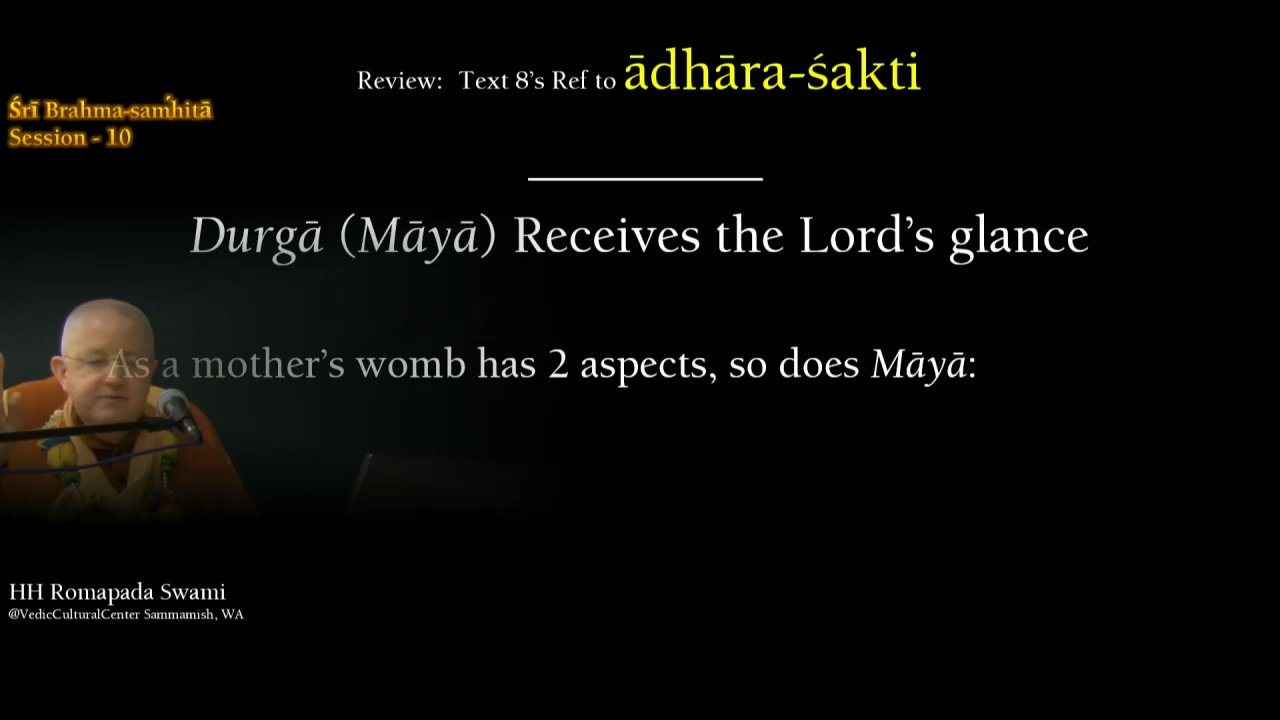 Review: Text 8's Ref to ādhāra-śakti
Śrī Brahma-saḿhitā
Session - 10
Durgā (Māyā) Receives the Lord's glance
As a mother's womb has 2 aspects, so does Māyā:
HH Romapada Swami
@VedicCulturalCenter Sammamish, WA